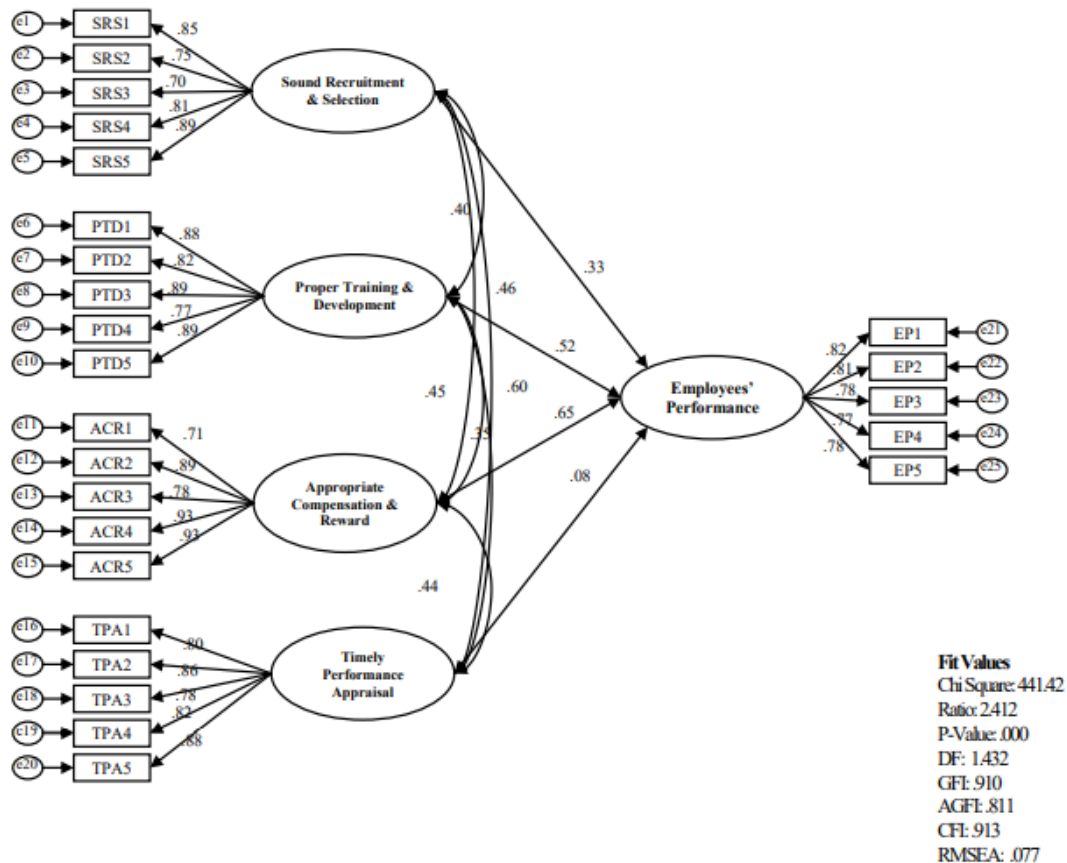 e1
SRS1
.85
e2
SRS2
.75
e3
SRS3
.70
e4
SRS4
.81
e5
SRS5
.89
Sound Recruitment
& Selection
e6
PTD1
.88
e7
PTD2
.82
e8
PTD3
.89
e9
PTD4
.77
e10
PTD5
.89
Proper Training &
Development
e11
ACR1
.71
e12
ACR2
.89
e13
ACR3
.78
e14
ACR4
.93
e15
ACR5
.93
Appropriate
Compensation &
Reward
e16
TPA1
.80
e17
TPA2
.86
e18
TPA3
.78
e19
TPA4
.82
e20
TPA5
.88
Timely
Performance
Appraisal
.40
.46
.45
.60
.35
.44
.33
.52
.65
.08
Employees’
Performance
.82
EP1
e21
.81
EP2
e22
.78
EP3
e23
.77
EP4
e24
.78
EP5
e25
Fit Values
Chi Square: 441.42
Ratio: 2.412
P-Value: .000
DF: 1.432
GFI: .910
AGFI: .811
CFI: .913
RMSEA: .077